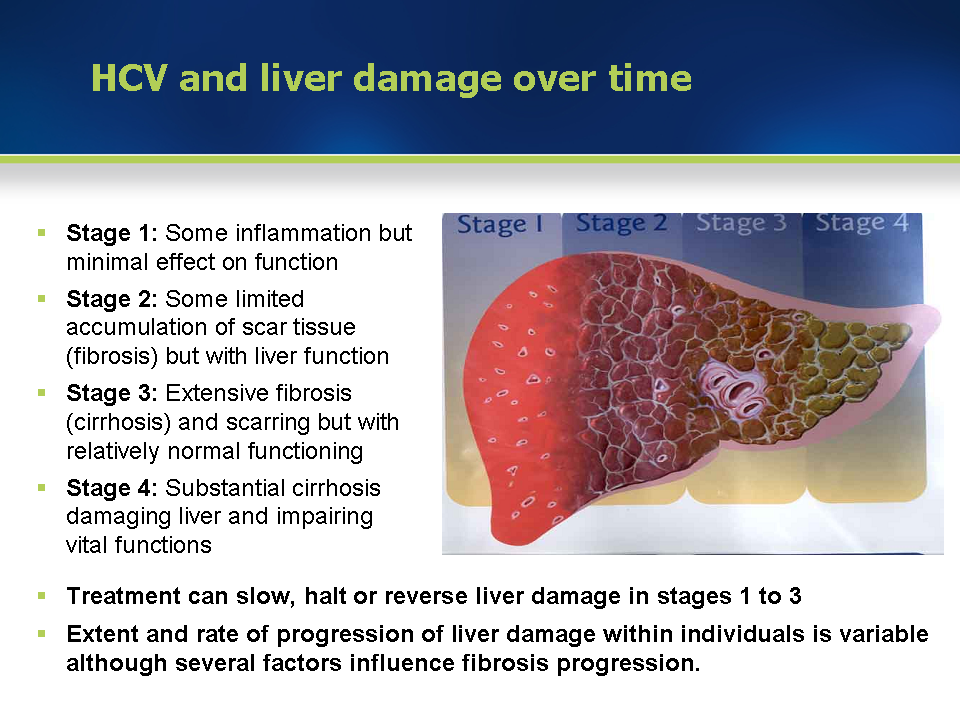 HCV and liver damage over time
Stage 1: Some inflammation but
minimal effect on function
Stage 2: Some limited
accumulation of scar tissue
(fibrosis) but with liver function
Stage 3: Extensive fibrosis
(cirrhosis) and scarring but with
relatively normal functioning
Stage 4: Substantial cirrhosis
damaging liver and impairing
vital functions
Stage 1 Stage 2 Stage 3 Stage 4
Treatment can slow, halt or reverse liver damage in stages 1 to 3
Extent and rate of progression of liver damage within individuals is variable
although several factors influence fibrosis progression.